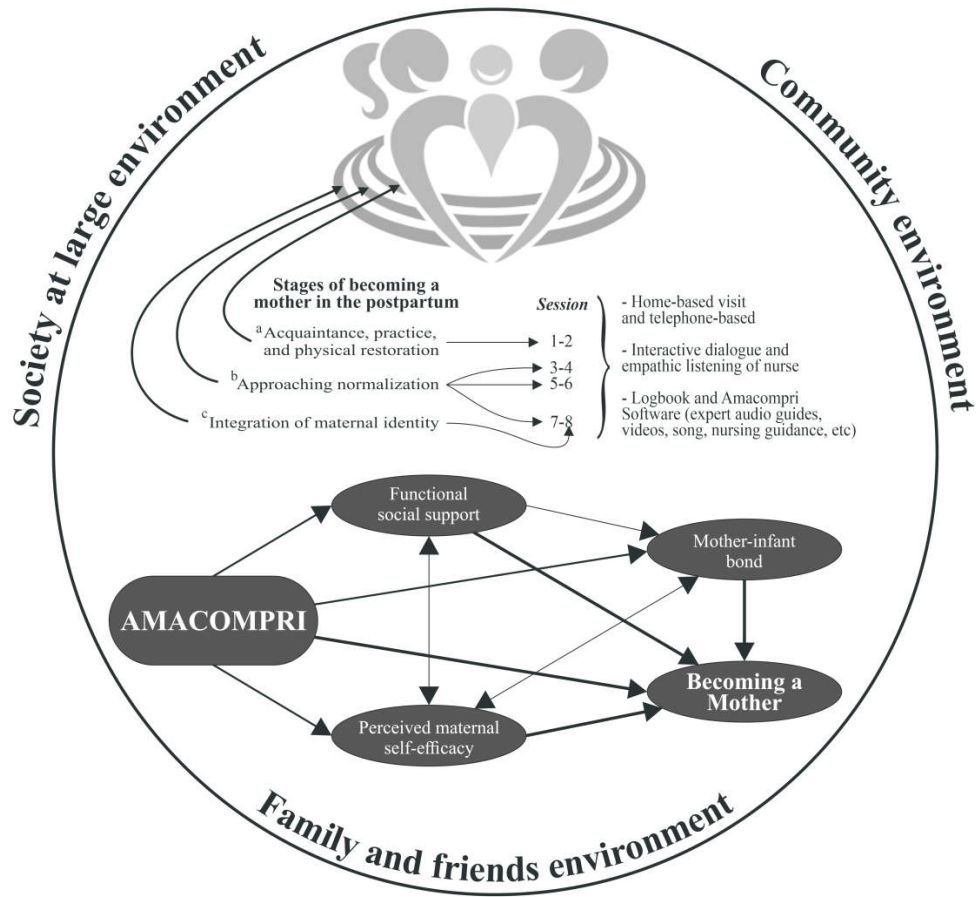 Society at large environment
Community environment
Stages of becoming a
mother in the postpartum
Session
a Acquaintance, practice,
and physical restoration
1-2
b Approaching normalization
3-4
5-6
c Integration of maternal identity
7-8
- Home-based visit
and telephone-based
- Interactive dialogue and
empathic listening of nurse
- Logbook and Amacompri
Software (expert audio guides,
videos, song, nursing guidance, etc)
Functional
social support
Mother-infant
bond
AMACOMPRI
Becoming a
Mother
Perceived maternal
self-efficacy
Family and friends environment